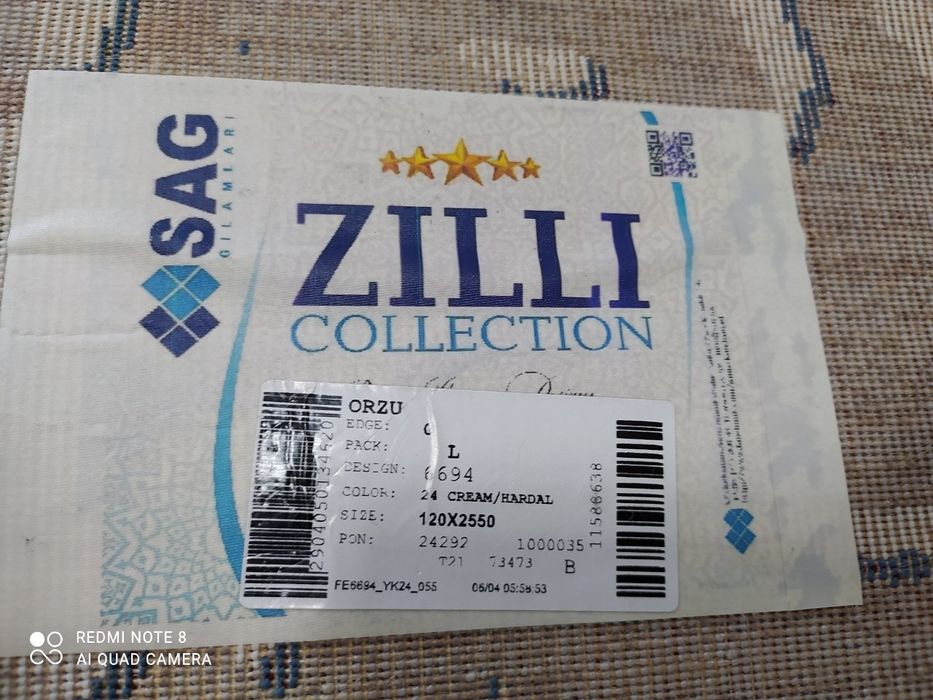 SAG
GILAMLARI
ZILLI
COLLECTION
ORZU
EDGE:
PACK: L
DESIGN: 6694
COLOR: 24 CREAM/HARDAL
SIZE: 120X2550
PON: 24292 1000035
T21 73473 B
FE6694_YK24_055 06/04 05:58:53
11588638
REDMI NOTE 8
AI QUAD CAMERA